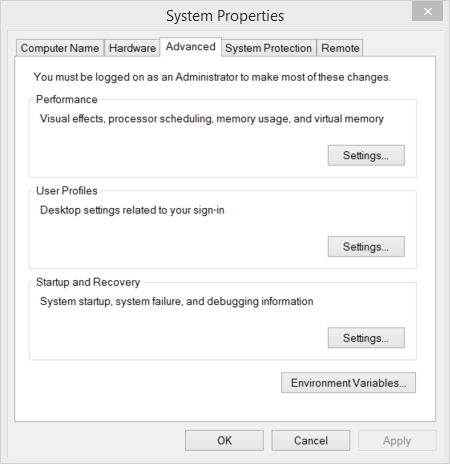 System Properties
Computer Name Hardware Advanced System Protection Remote
You must be logged on as an Administrator to make most of these changes.
Performance
Visual effects, processor scheduling, memory usage, and virtual memory
Settings...
User Profiles
Desktop settings related to your sign-in
Settings...
Startup and Recovery
System startup, system failure, and debugging information
Settings...
Environment Variables...
OK Cancel Apply